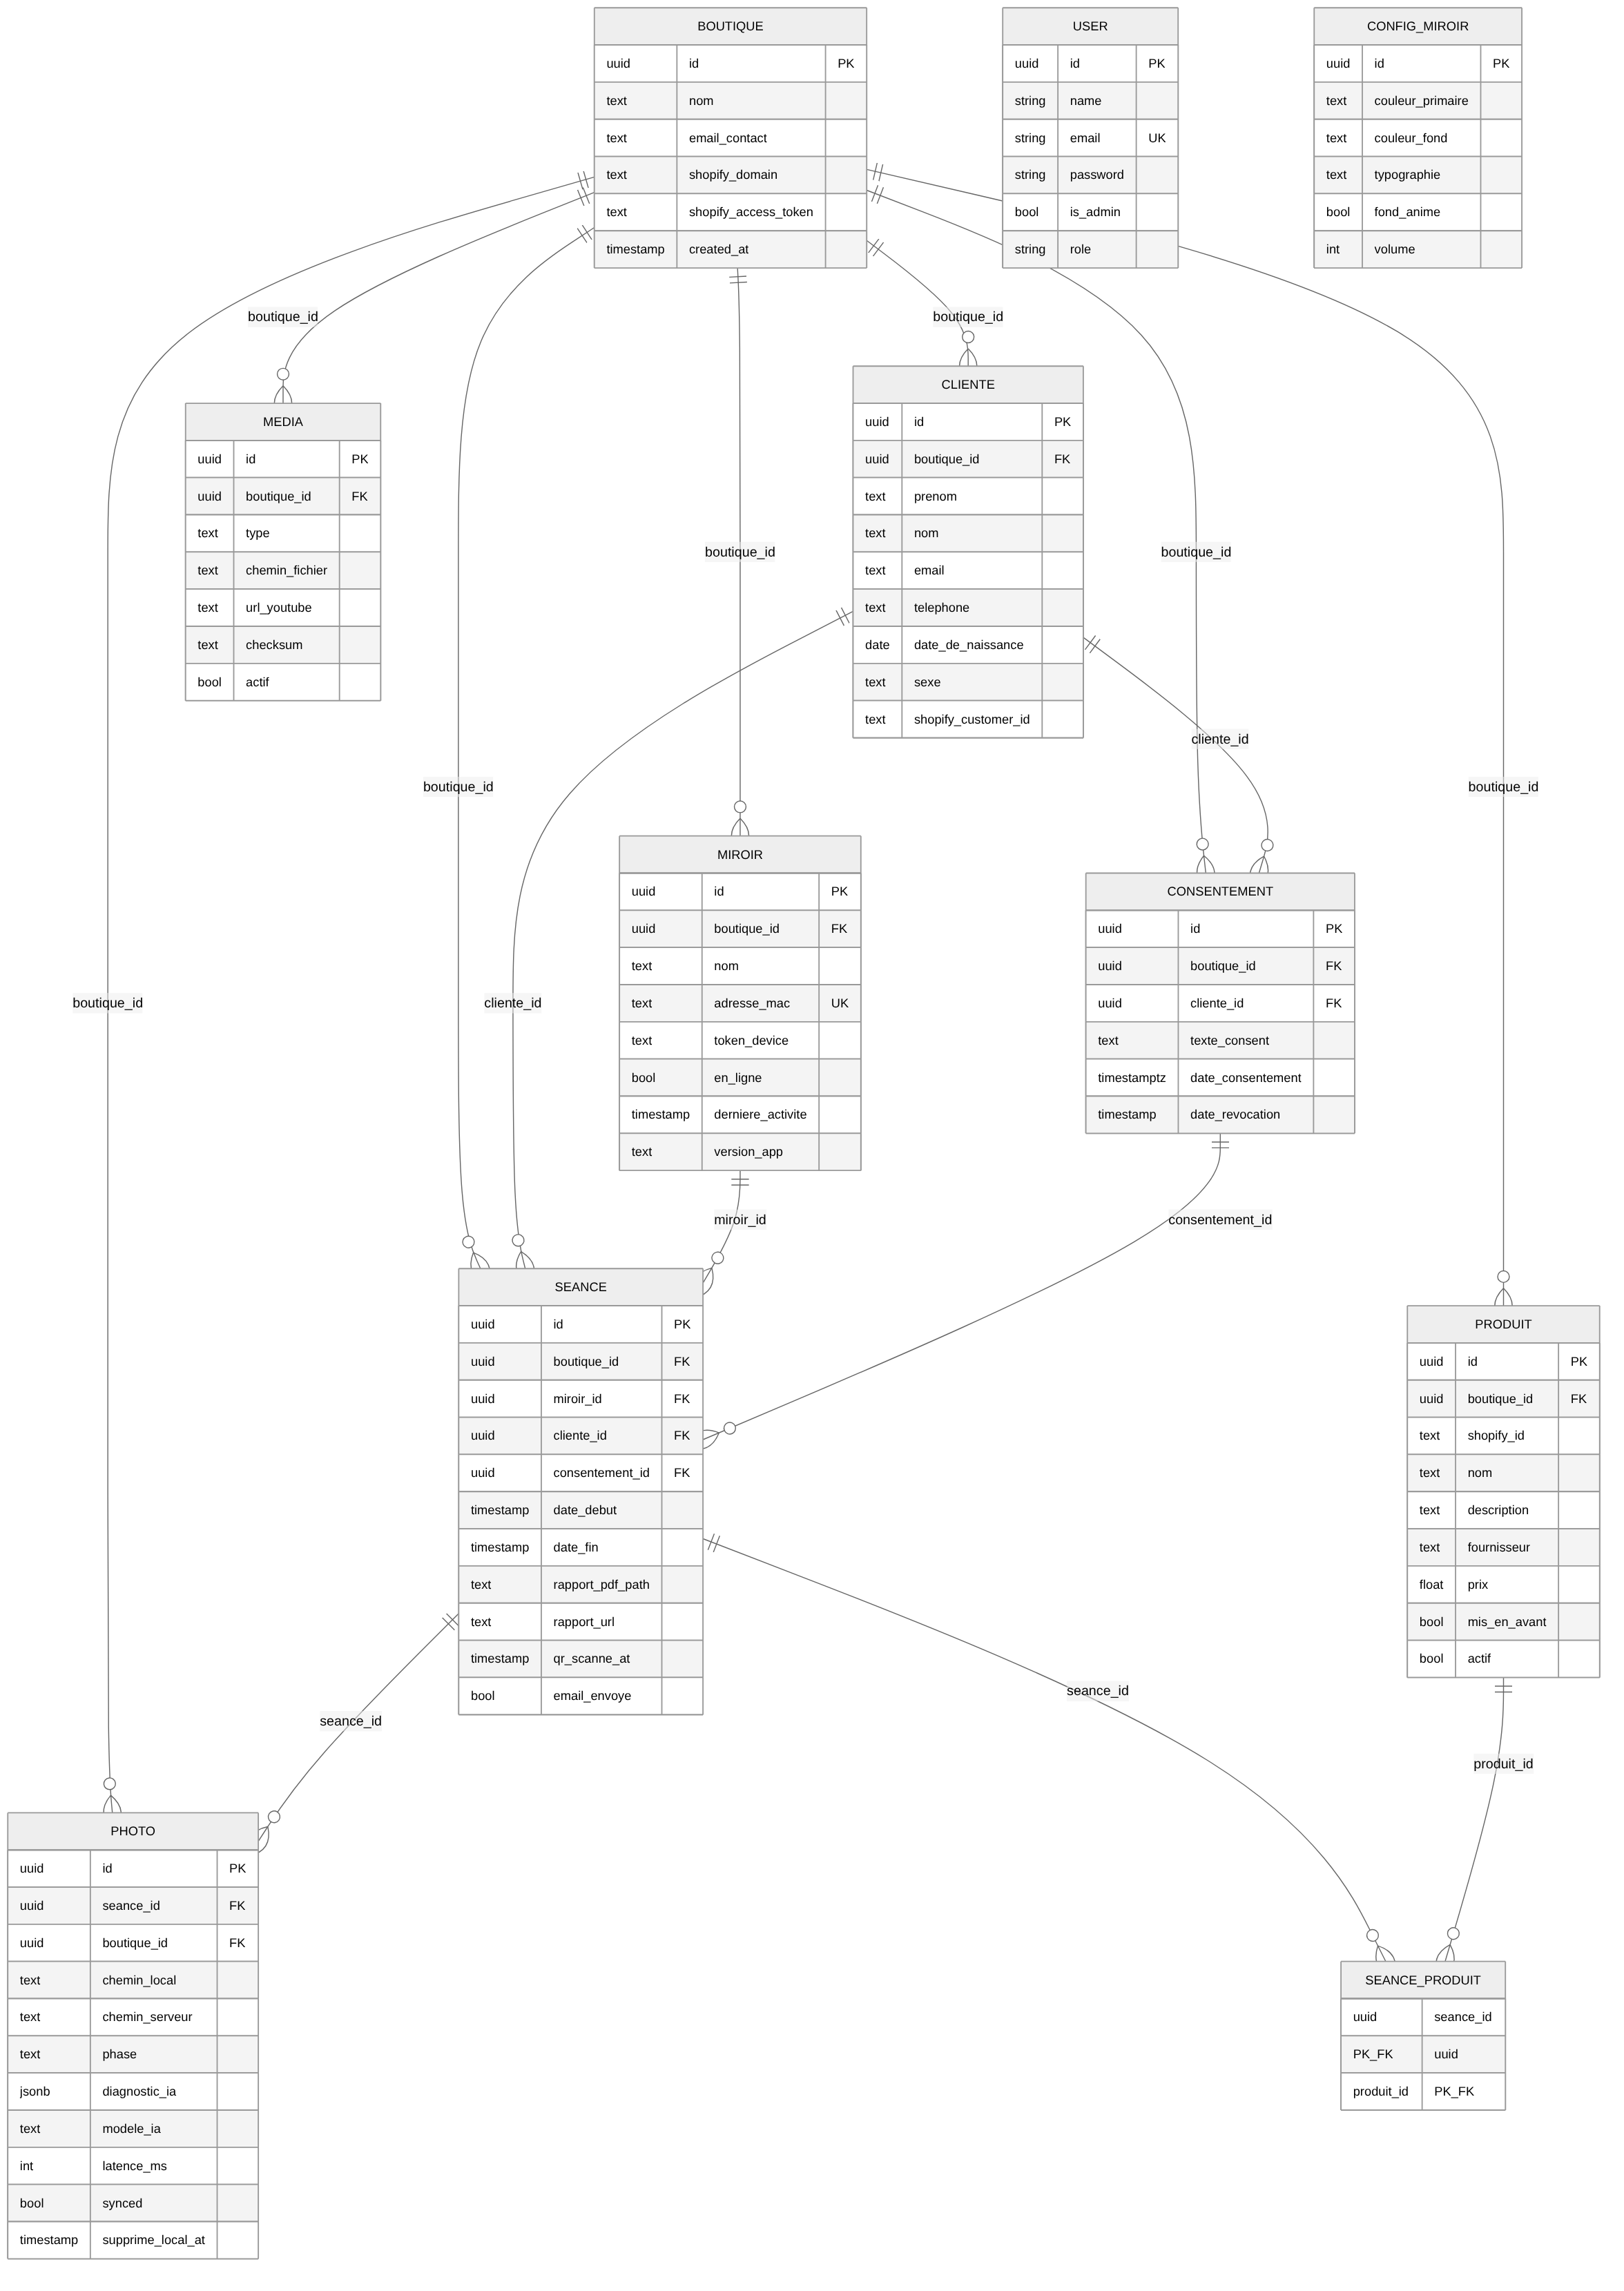 BOUTIQUE
uuid id PK
text nom
text email_contact
text shopify_domain
text shopify_access_token
timestamp created_at
USER
uuid id PK
string name
string email UK
string password
bool is_admin
string role
CONFIG_MIROIR
uuid id PK
text couleur_primaire
text couleur_fond
text typographie
bool fond_anime
int volume
boutique_id
boutique_id
MEDIA
uuid id PK
uuid boutique_id FK
text type
text chemin_fichier
text url_youtube
text checksum
bool actif
CLIENTE
uuid id PK
uuid boutique_id FK
text prenom
text nom
text email
text telephone
date date_de_naissance
text sexe
text shopify_customer_id
boutique_id
boutique_id
cliente_id
boutique_id
boutique_id
MIROIR
uuid id PK
uuid boutique_id FK
text nom
text adresse_mac UK
text token_device
bool en_ligne
timestamp derniere_activite
text version_app
CONSENTEMENT
uuid id PK
uuid boutique_id FK
uuid cliente_id FK
text texte_consent
timestamptz date_consentement
timestamp date_revocation
boutique_id
cliente_id
miroir_id
consentement_id
SEANCE
uuid id PK
uuid boutique_id FK
uuid miroir_id FK
uuid cliente_id FK
uuid consentement_id FK
timestamp date_debut
timestamp date_fin
text rapport_pdf_path
text rapport_url
timestamp qr_scanne_at
bool email_envoye
PRODUIT
uuid id PK
uuid boutique_id FK
text shopify_id
text nom
text description
text fournisseur
float prix
bool mis_en_avant
bool actif
seance_id
seance_id
produit_id
PHOTO
uuid id PK
uuid seance_id FK
uuid boutique_id FK
text chemin_local
text chemin_serveur
text phase
jsonb diagnostic_ia
text modele_ia
int latence_ms
bool synced
timestamp supprime_local_at
SEANCE_PRODUIT
uuid seance_id
PK_FK uuid
produit_id PK_FK